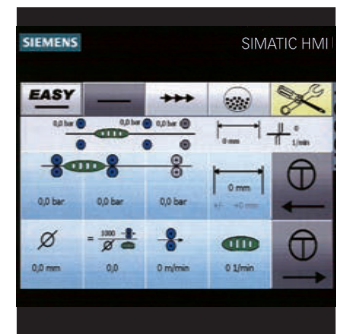 SIEMENS
SIMATIC HMI
EASY
0,0 bar 0,0 bar 0,0 bar
0 mm
0
1/min
0,0 bar 0,0 bar 0,0 bar
0 mm
+/- +0 mm
= 1000
0,0 mm 0,0 0 m/min 0 1/min